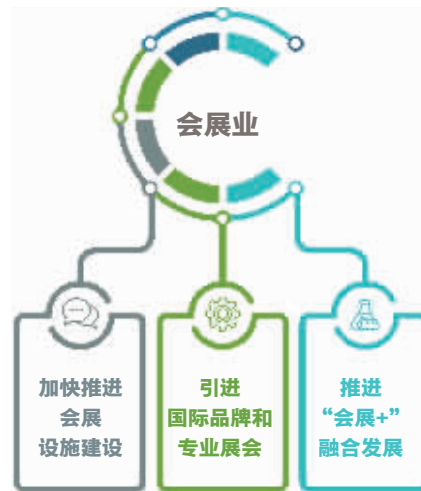 会展业
加快推进
会展
设施建设
引进
国际品牌和
专业展会
推进
“会展+”
融合发展